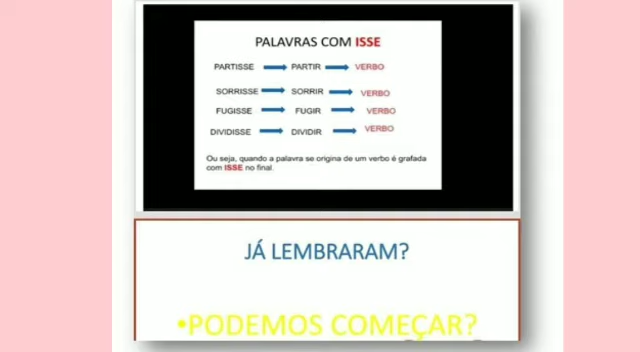 PALAVRAS COM ISSE
PARTISSE PARTIR VERBO
SORRISSE SORRIR VERBO
FUGISSE FUGIR VERBO
DIVIDISSE DIVIDIR VERBO
Ou seja, quando a palavra se origina de um verbo é grafada
com ISSE no final.
JÁ LEMBRARAM?
•PODEMOS COMEÇAR?